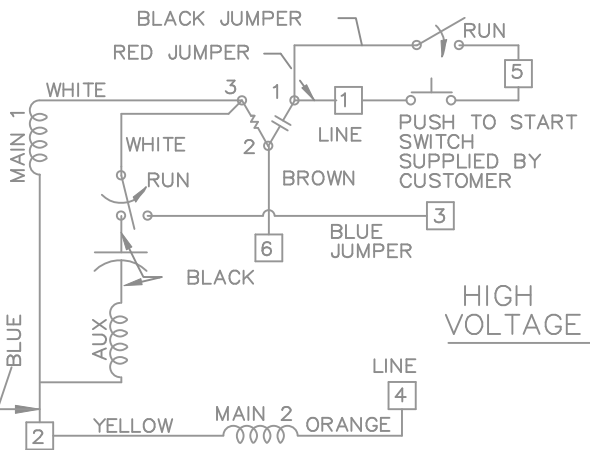 BLACK JUMPER
RUN
RED JUMPER
5
WHITE
3
1
1
MAIN 1
LINE
PUSH TO START
SWITCH
SUPPLIED BY
CUSTOMER
WHITE
2
BROWN
RUN
3
BLUE
JUMPER
6
BLACK
HIGH
VOLTAGE
AUX
BLUE
LINE
4
MAIN 2
YELLOW
ORANGE
2